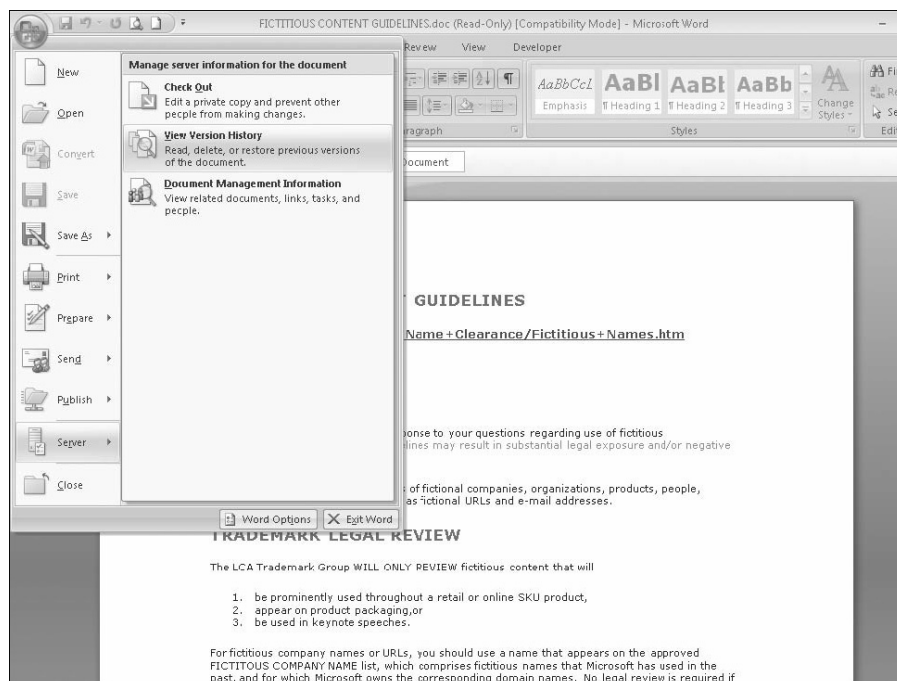 FICTITIOUS CONTENT GUIDELINES.doc (Read-Only) [Compatibility Mode] - Microsoft Word
Review View Developer
New
Open
Convert
Save
Save As
Print
Prepare
Send
Publish
Server
Close
Manage server information for the document
Check Out
Edit a private copy and prevent other
people from making changes.
View Version History
Read, delete, or restore previous versions
of the document.
Document Management Information
View related documents, links, tasks, and
people.
Word Options Exit Word
AaBbCcI AaBl AaBb AaBb
Emphasis ¶ Heading 1 ¶ Heading 2 ¶ Heading 3
Change
Styles
Styles
GUIDELINES
Name+Clearance/Fictitious+Names.htm
to your questions regarding use of fictitious
may result in substantial legal exposure and/or negative
of fictional companies, organizations, products, people,
as fictional URLs and e-mail addresses.
TRADEMARK LEGAL REVIEW
The LCA Trademark Group WILL ONLY REVIEW fictitious content that will
1. be prominently used throughout a retail or online SKU product,
2. appear on product packaging,or
3. be used in keynote speeches.
For fictitious company names or URLs, you should use a name that appears on the approved
FICTITOUS COMPANY NAME list, which comprises fictitious names that Microsoft has used in the
past, and for which Microsoft owns the corresponding domain names. No legal review is required if